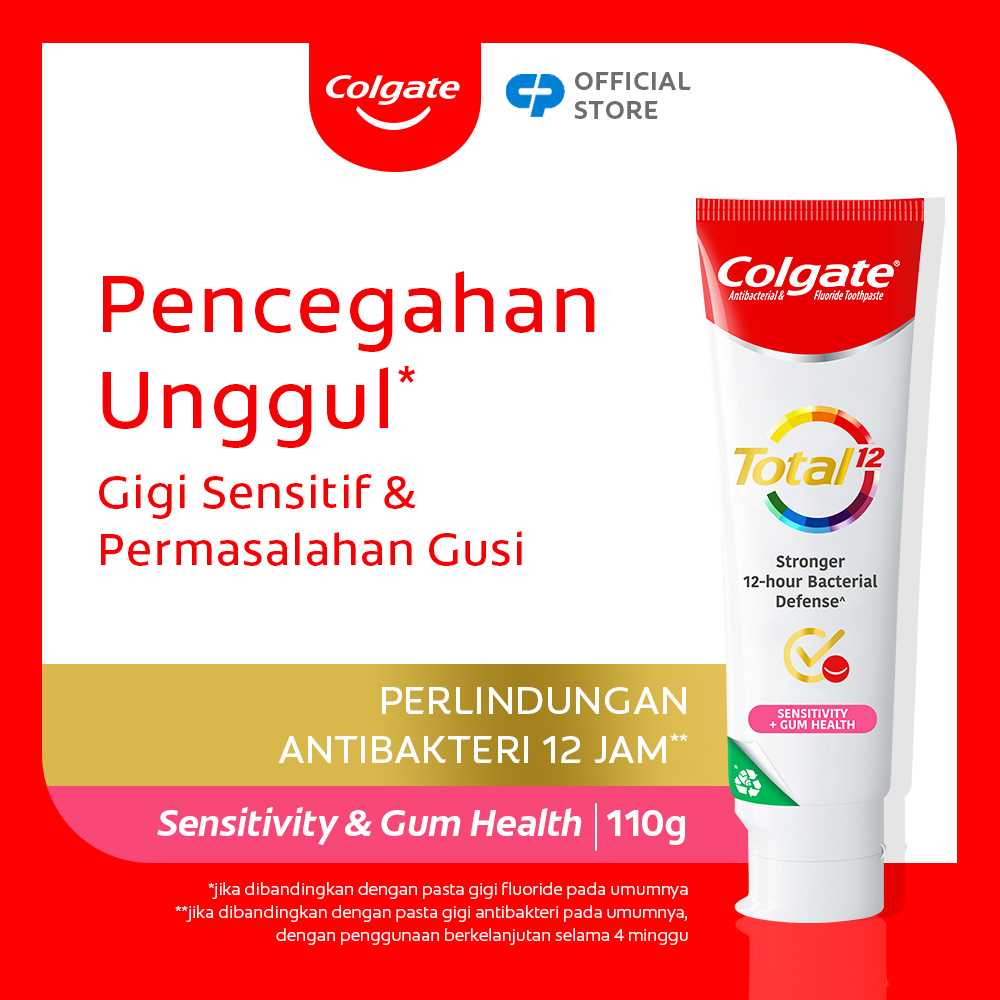 Colgate
CP OFFICIAL
STORE
Pencegahan
Unggul*
Gigi Sensitif &
Permasalahan Gusi
PERLINDUNGAN
ANTIBAKTERI 12 JAM**
Sensitivity & Gum Health | 110g
*jika dibandingkan dengan pasta gigi fluoride pada umumnya
**jika dibandingkan dengan pasta gigi antibakteri pada umumnya,
dengan penggunaan berkelanjutan selama 4 minggu
Colgate®
Antibacterial & Fluoride Toothpaste
Total 12
Stronger
12-hour Bacterial
Defense^
SENSITIVITY
+ GUM HEALTH